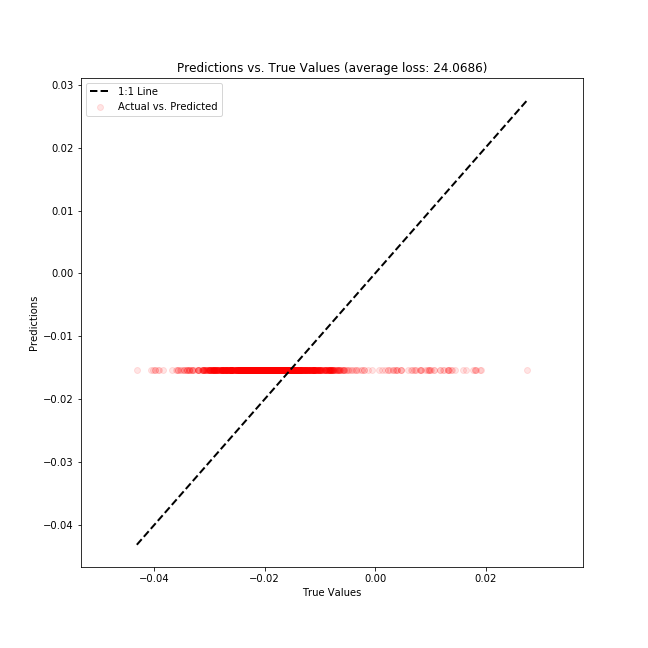 Predictions vs. True Values (average loss: 24.0686)
1:1 Line
Actual vs. Predicted
0.03
0.02
0.01
0.00
−0.01
−0.02
−0.03
−0.04
Predictions
−0.04 −0.02 0.00 0.02
True Values